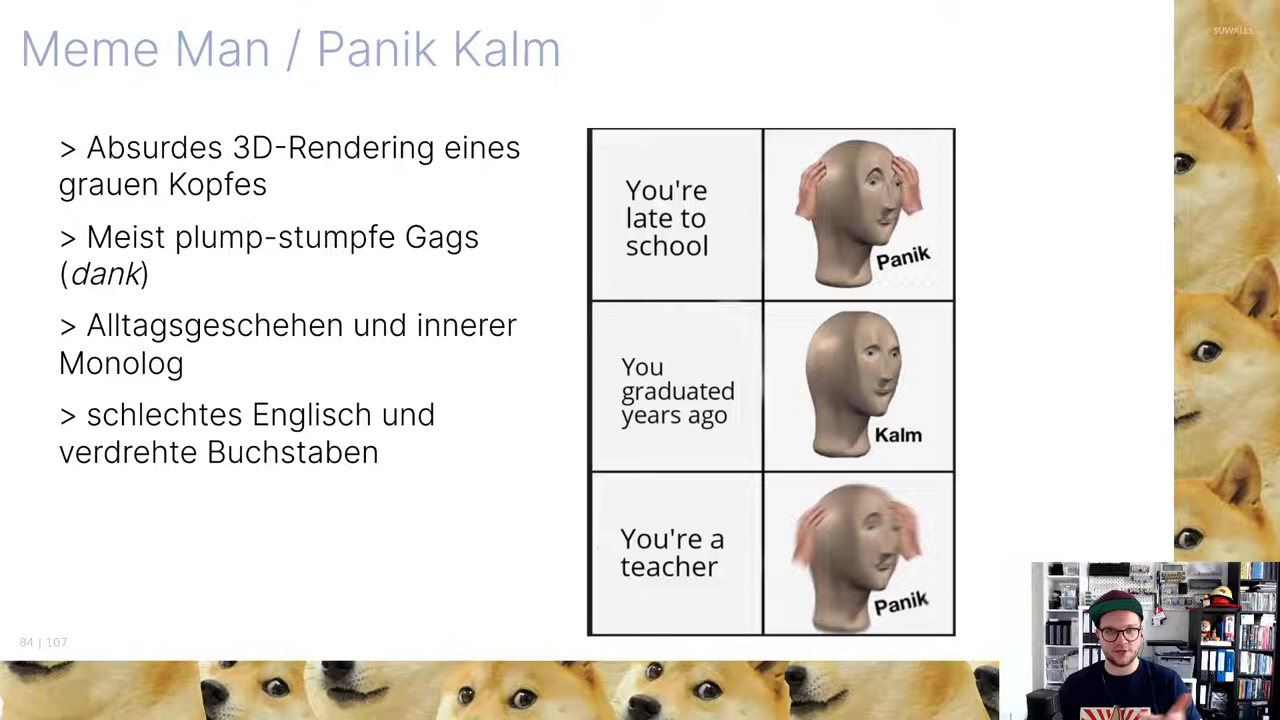 Meme Man / Panik Kalm
SUWALES
> Absurdes 3D-Rendering eines
grauen Kopfes
> Meist plump-stumpfe Gags
(dank)
> Alltagsgeschehen und innerer
Monolog
> schlechtes Englisch und
verdrehte Buchstaben
You're
late to
school
Panik
You
graduated
years ago
Kalm
You're a
teacher
Panik
84 | 107